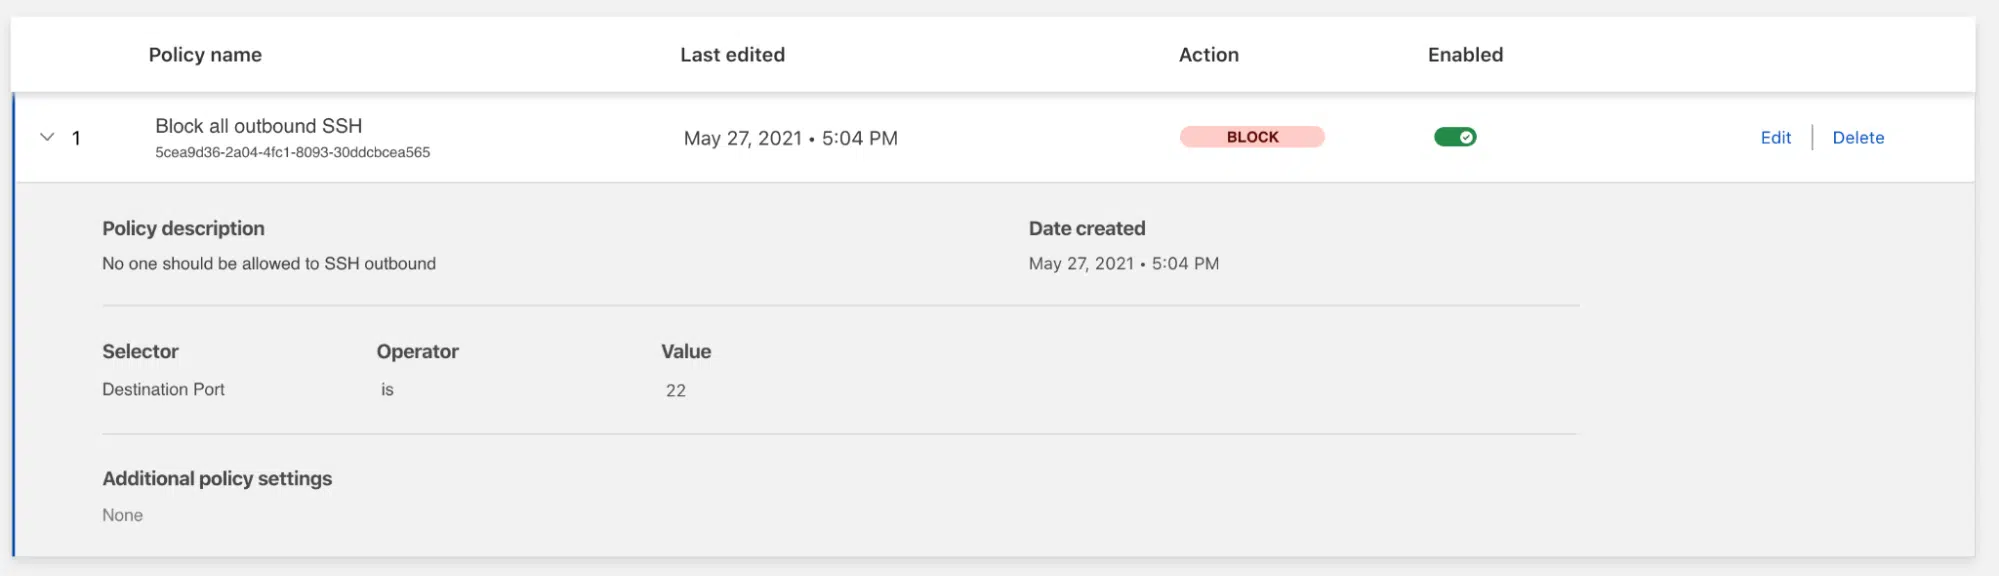 Policy name Last edited Action Enabled
1 Block all outbound SSH May 27, 2021 • 5:04 PM BLOCK Edit Delete
5cea9d36-2a04-4fc1-8093-30ddcbcea565
Policy description Date created
No one should be allowed to SSH outbound May 27, 2021 • 5:04 PM
Selector Operator Value
Destination Port is 22
Additional policy settings
None